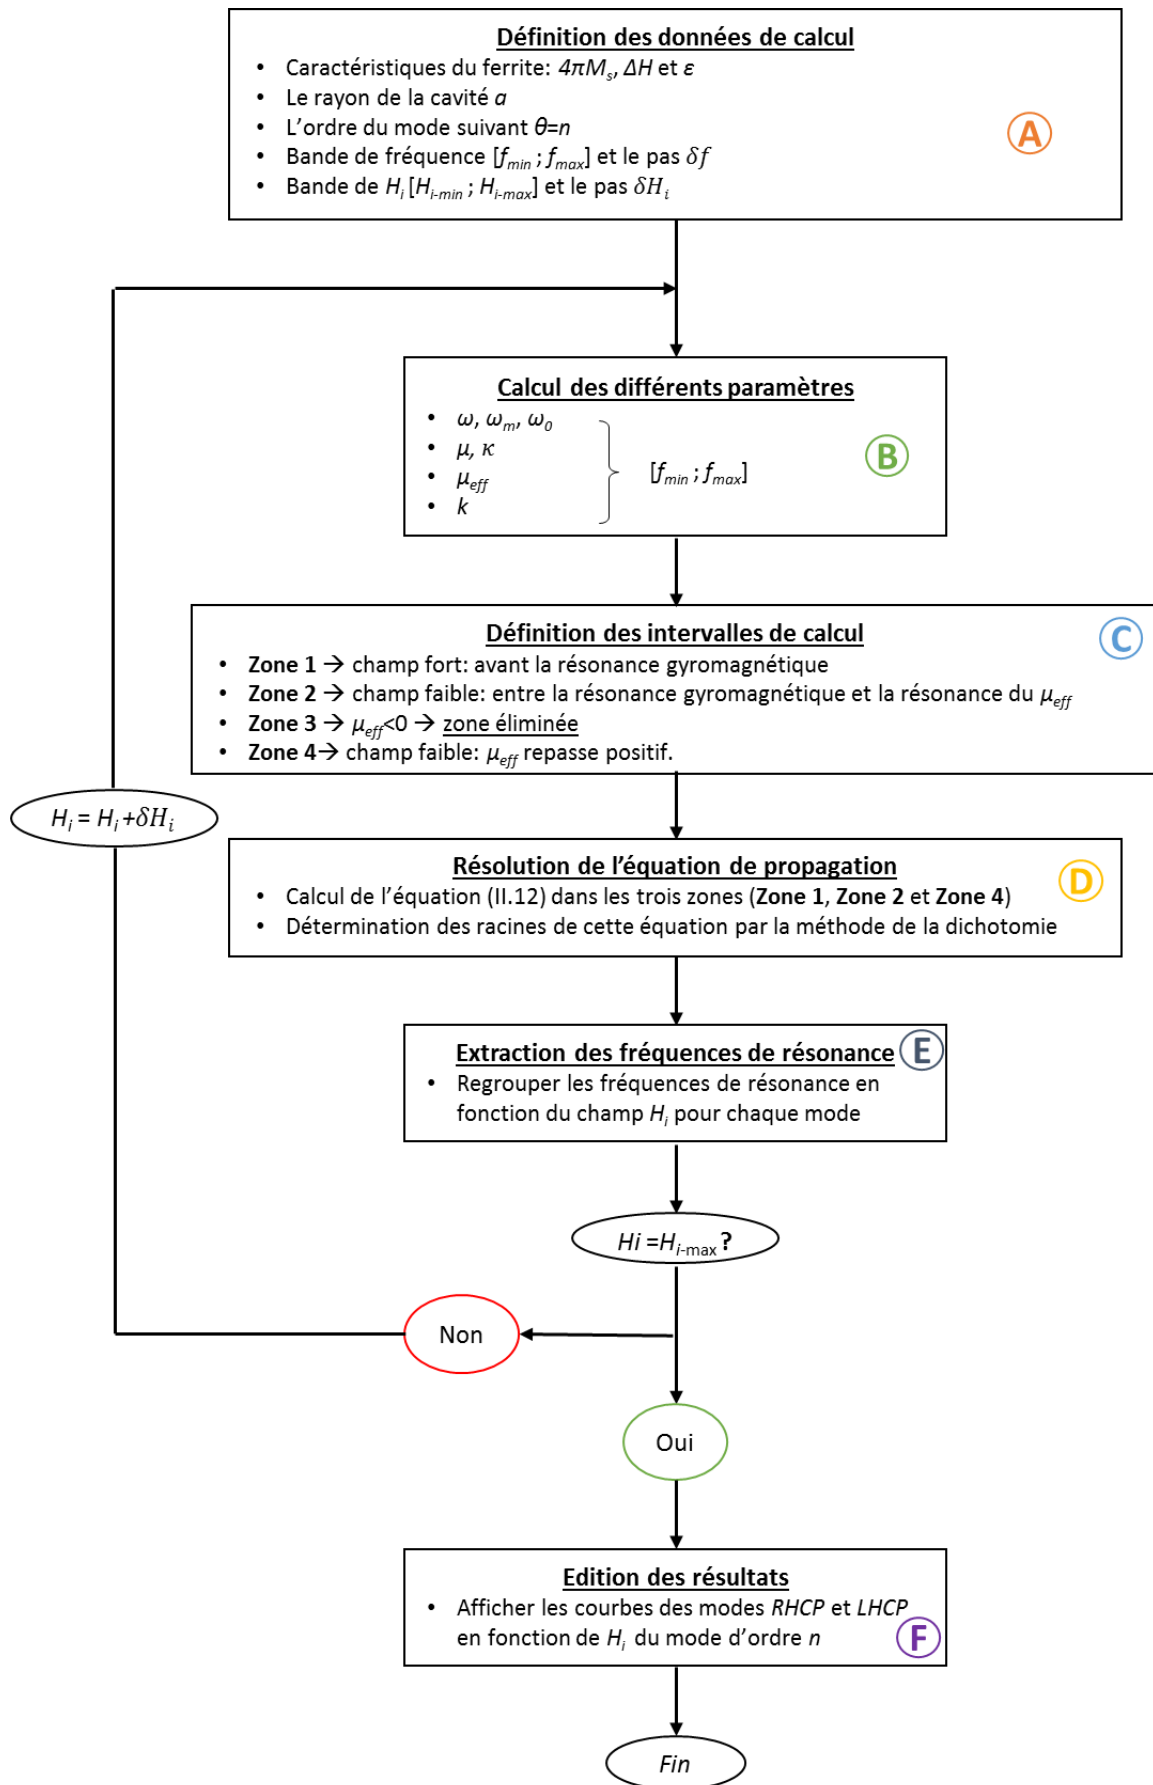 Définition des données de calcul
• Caractéristiques du ferrite: 4πMs, ΔH et ε
• Le rayon de la cavité a
• L'ordre du mode suivant θ=n
• Bande de fréquence [fmin ; fmax] et le pas δf
• Bande de Hi [Hi-min ; Hi-max] et le pas δHi
A
Calcul des différents paramètres
• ω, ωm, ω0
• μ, κ
• μeff
• k
[fmin ; fmax]
B
Définition des intervalles de calcul
• Zone 1 → champ fort: avant la résonance gyromagnétique
• Zone 2 → champ faible: entre la résonance gyromagnétique et la résonance du μeff
• Zone 3 → μeff<0 → zone éliminée
• Zone 4→ champ faible: μeff repasse positif.
C
Hi = Hi +δHi
Résolution de l'équation de propagation
• Calcul de l'équation (II.12) dans les trois zones (Zone 1, Zone 2 et Zone 4)
• Détermination des racines de cette équation par la méthode de la dichotomie
D
Extraction des fréquences de résonance
• Regrouper les fréquences de résonance en
fonction du champ Hi pour chaque mode
E
Hi =Hi-max ?
Non
Oui
Edition des résultats
• Afficher les courbes des modes RHCP et LHCP
en fonction de Hi du mode d'ordre n
F
Fin